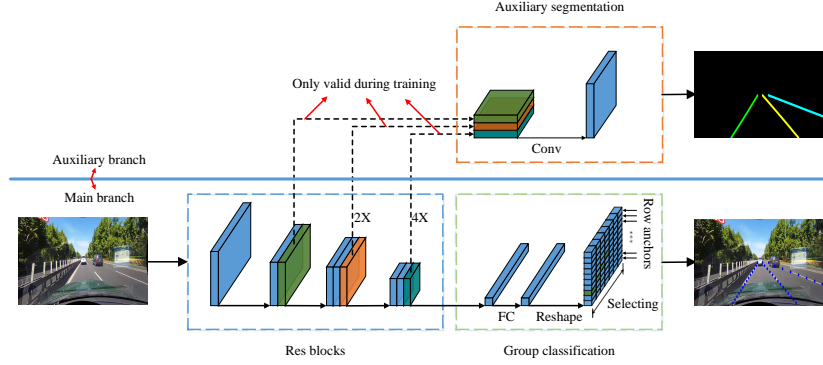 Auxiliary segmentation
Only valid during training
Conv
Auxiliary branch
Main branch
2X
4X
Row anchors
...
Selecting
FC
Reshape
Res blocks
Group classification